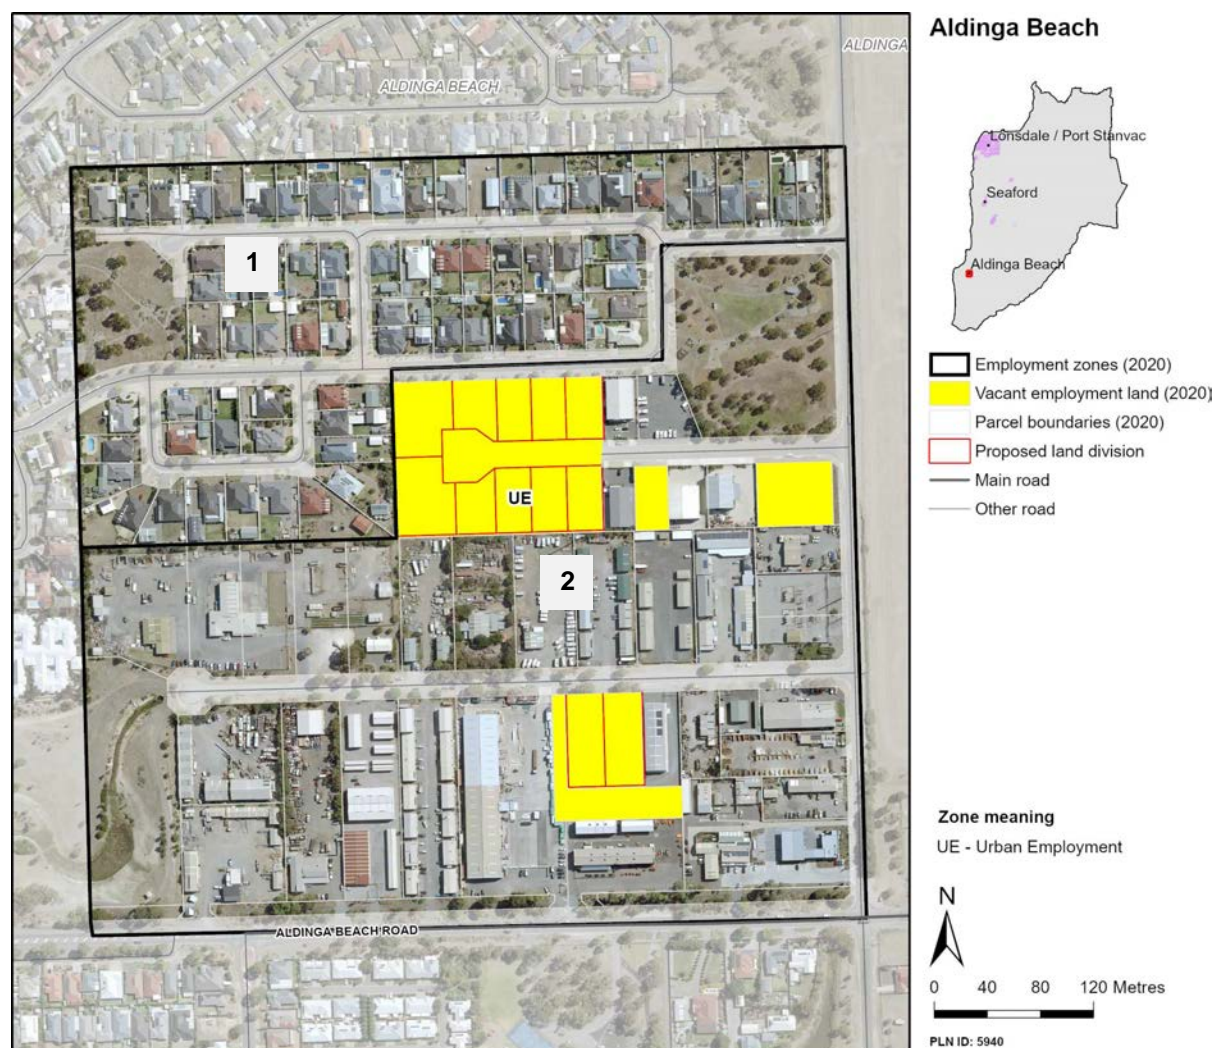 Aldinga Beach
ALDINGA
ALDINGA BEACH
1
UE
2
ALDINGA BEACH ROAD
Lonsdale / Port Stanvac
Seaford
Aldinga Beach
Employment zones (2020)
Vacant employment land (2020)
Parcel boundaries (2020)
Proposed land division
Main road
Other road
Zone meaning
UE - Urban Employment
N
0 40 80 120 Metres
PLN ID: 5940